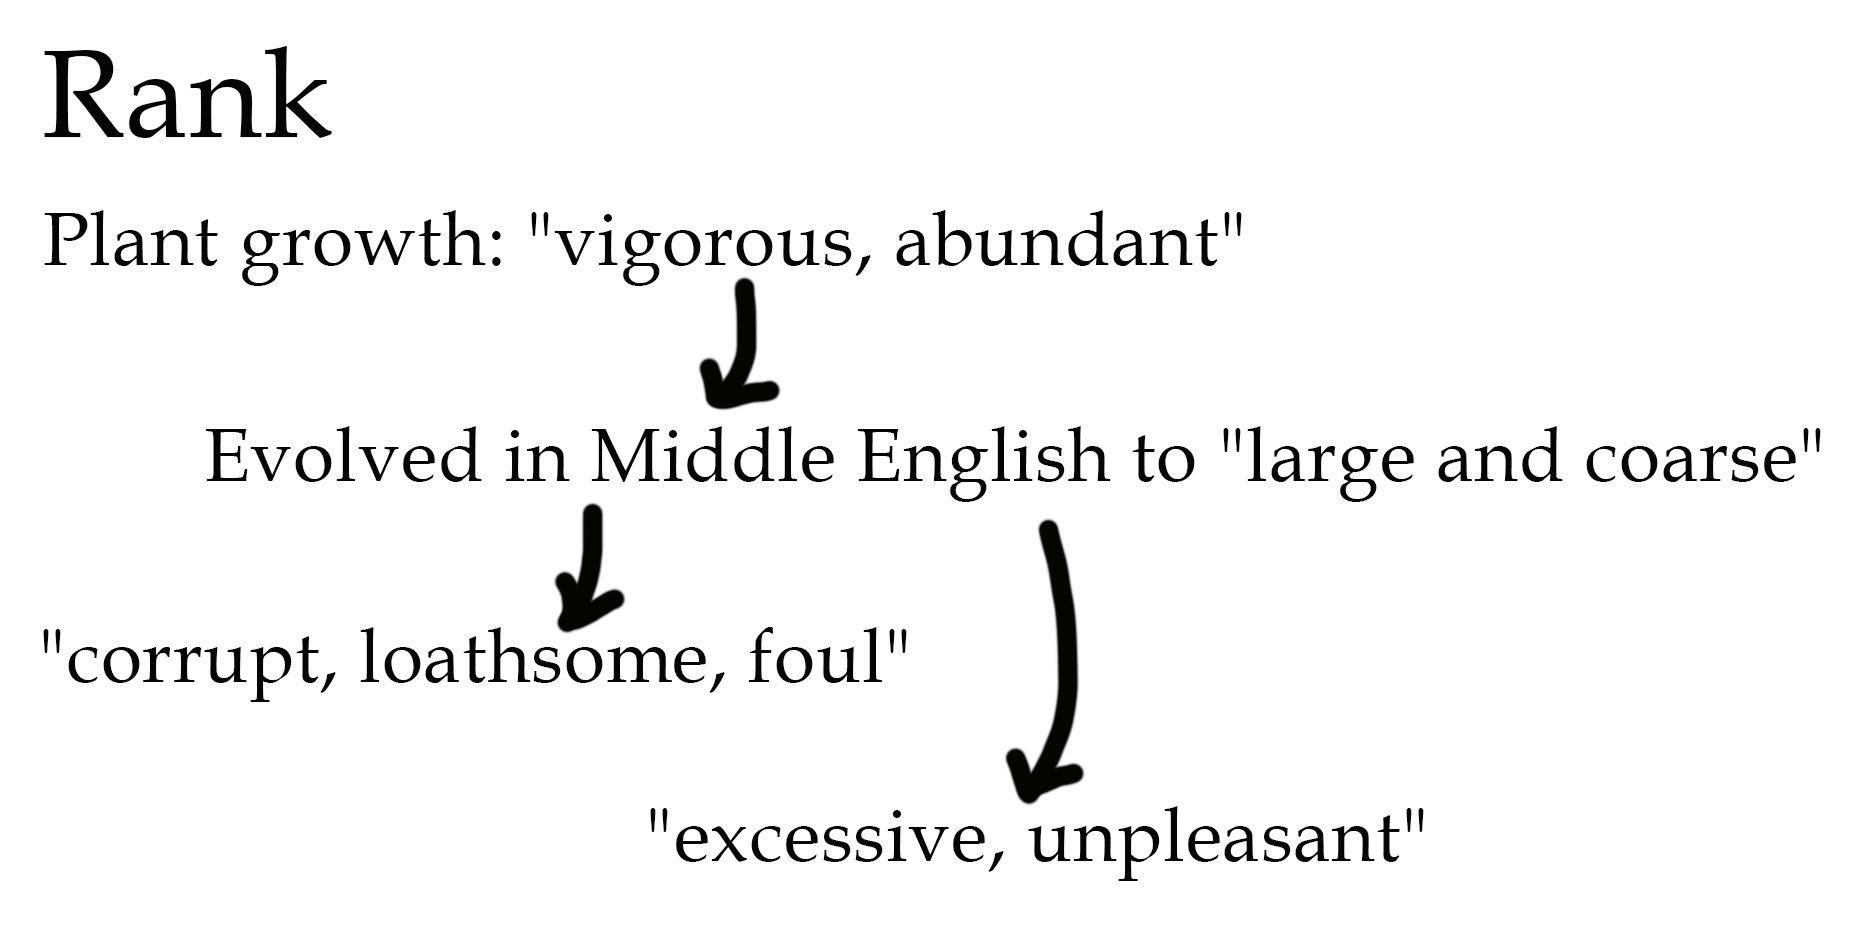 Rank
Plant growth: "vigorous, abundant"
Evolved in Middle English to "large and coarse"
"corrupt, loathsome, foul"
"excessive, unpleasant"